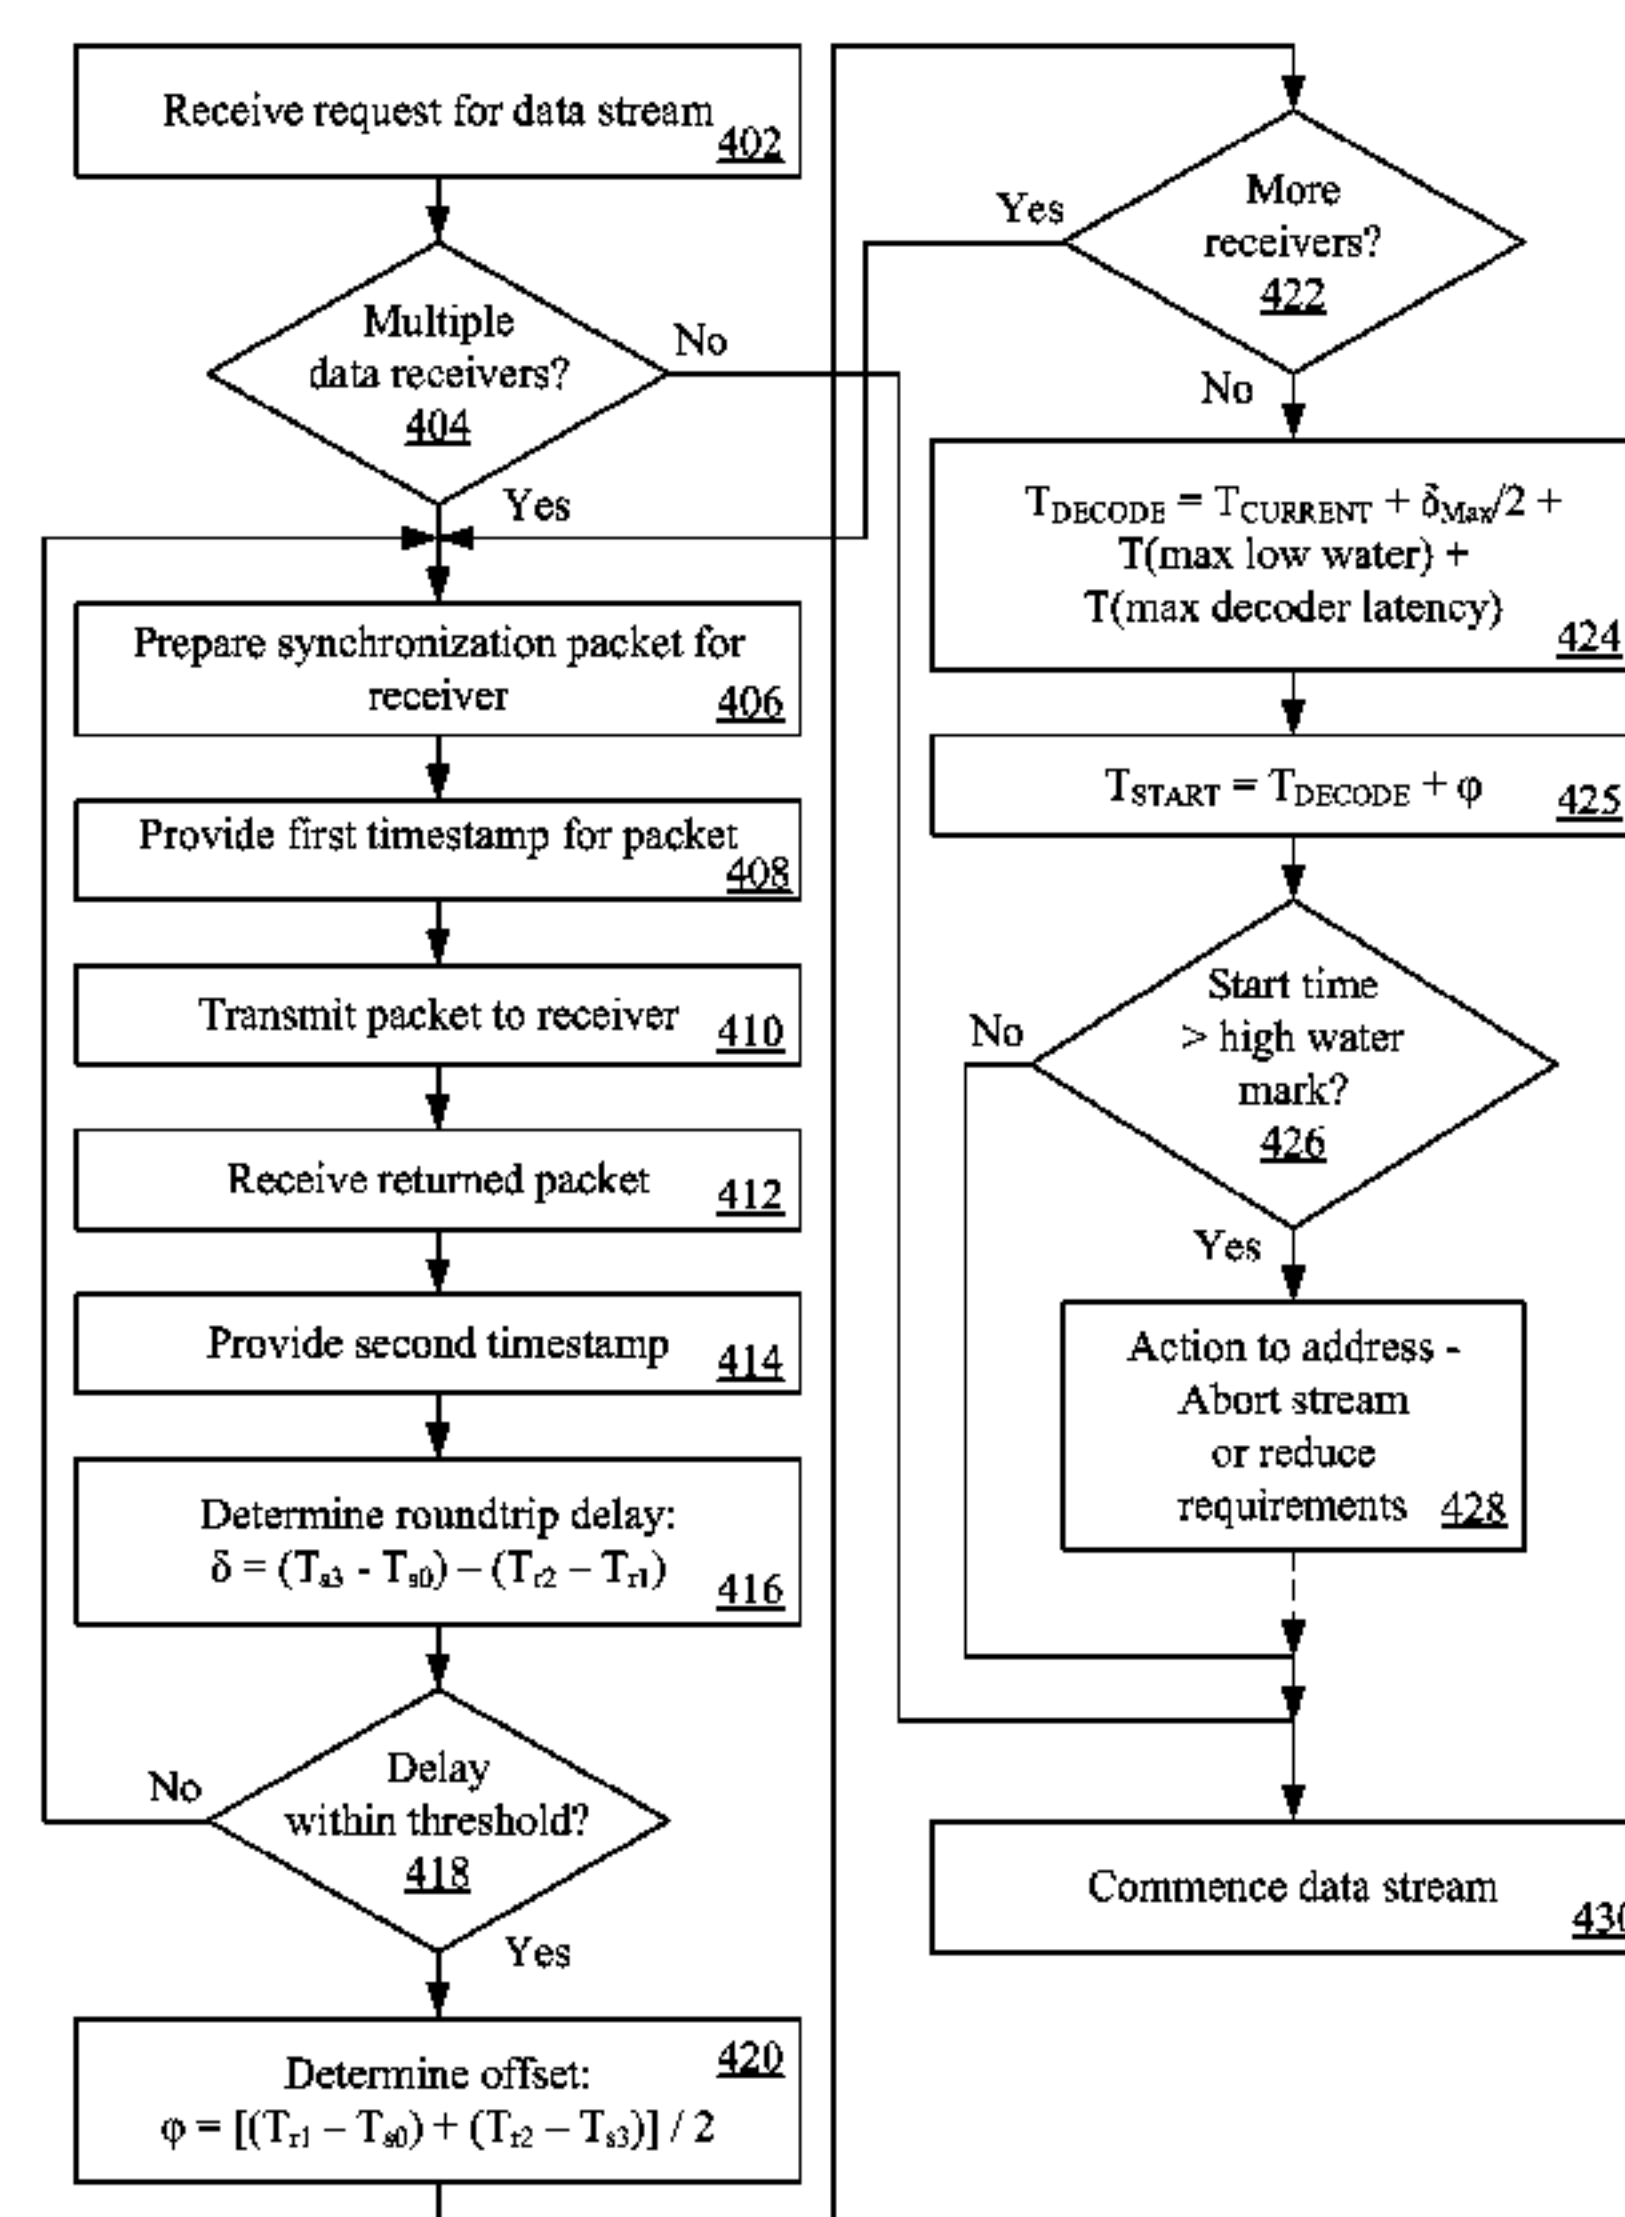 Receive request for data stream
402
Multiple
data receivers?
404
No
Yes
Prepare synchronization packet for
receiver
406
Provide first timestamp for packet
408
Transmit packet to receiver
410
Receive returned packet
412
Provide second timestamp
414
Determine roundtrip delay:
δ = (Ts3 - Ts0) – (Tr2 – Tr1)
416
Delay
within threshold?
418
No
Yes
420
Determine offset:
φ = [(Tr1 – Ts0) + (Tr2 – Ts3)] / 2
More
receivers?
422
Yes
No
TDECODE = TCURRENT + δMax/2 +
T(max low water) +
T(max decoder latency)
424
TSTART = TDECODE + φ
425
Start time
> high water
mark?
426
No
Yes
Action to address -
Abort stream
or reduce
requirements
428
Commence data stream
430